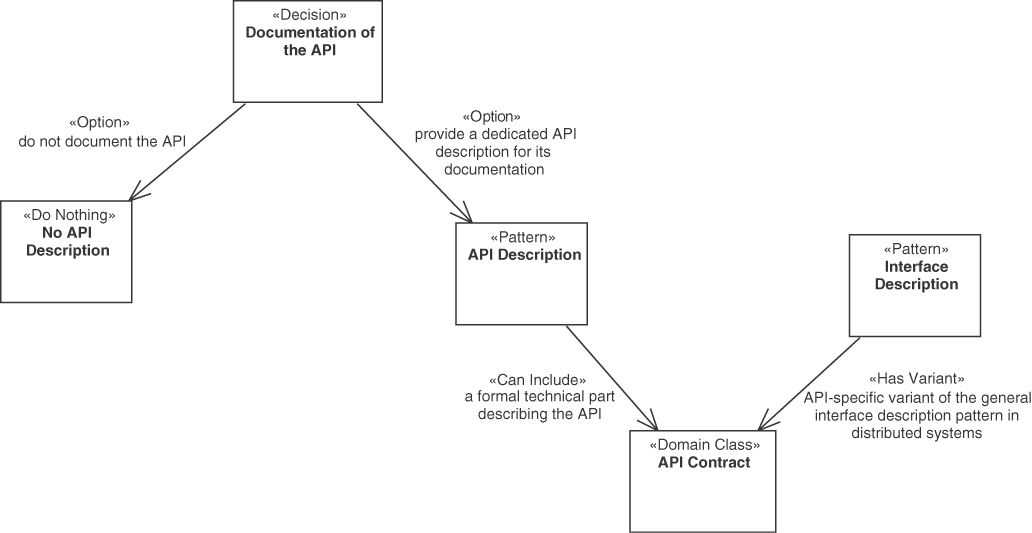 «Decision»
Documentation of
the API
«Option»
do not document the API
«Option»
provide a dedicated API
description for its
documentation
«Do Nothing»
No API
Description
«Pattern»
API Description
«Pattern»
Interface
Description
«Can Include»
a formal technical part
describing the API
«Has Variant»
API-specific variant of the general
interface description pattern in
distributed systems
«Domain Class»
API Contract